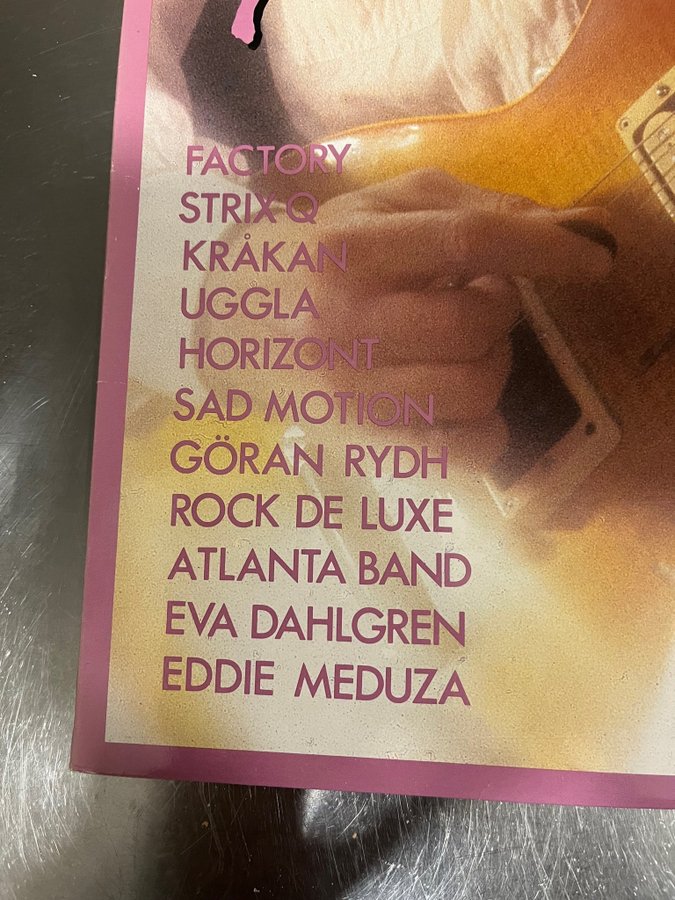 FACTORY
STRIX Q
KRÅKAN
UGGLA
HORIZONT
SAD MOTION
GÖRAN RYDH
ROCK DE LUXE
ATLANTA BAND
EVA DAHLGREN
EDDIE MEDUZA